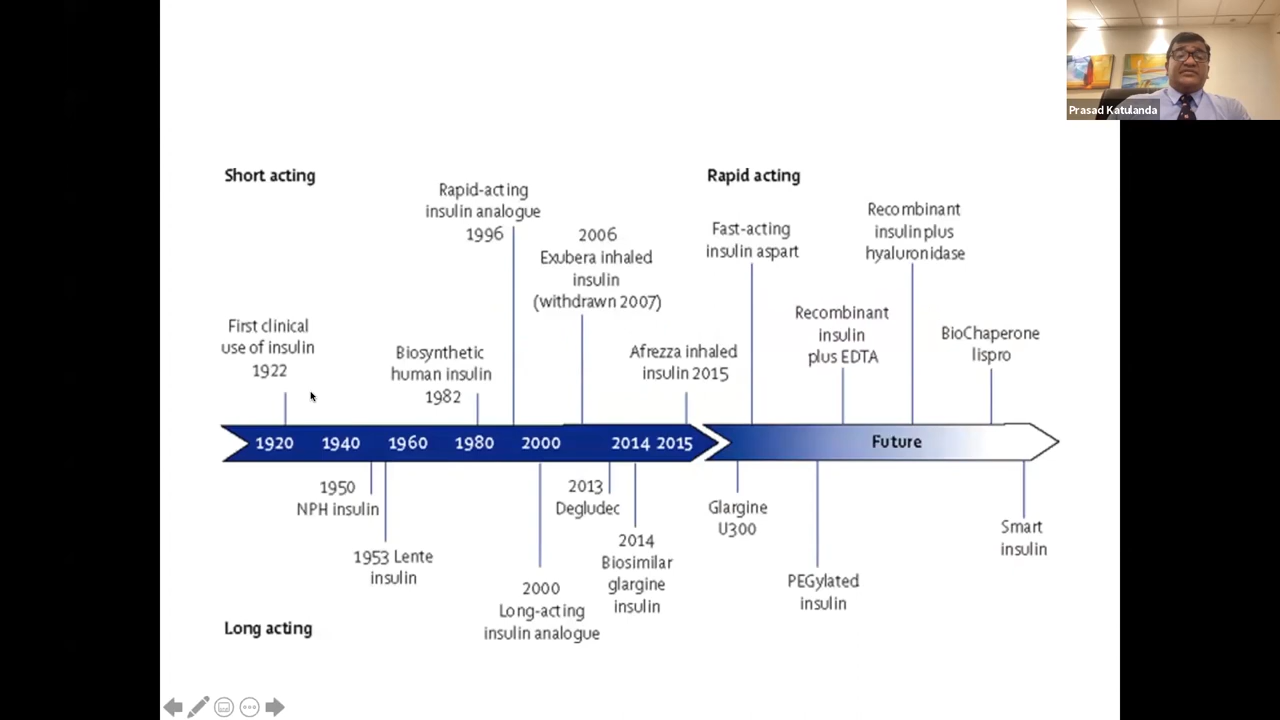 Prasad Katulanda
Short acting
Rapid acting
Rapid-acting
insulin analogue
1996
2006
Exubera inhaled
insulin
(withdrawn 2007)
Fast-acting
insulin aspart
Recombinant
insulin plus
hyaluronidase
First clinical
use of insulin
1922
Biosynthetic
human insulin
1982
Afrezza inhaled
insulin 2015
Recombinant
insulin
plus EDTA
BioChaperone
lispro
1920 1940 1960 1980 2000 2014 2015 Future
1950
NPH insulin
1953 Lente
insulin
2000
Long-acting
insulin analogue
2013
Degludec
2014
Biosimilar
glargine
insulin
Glargine
U300
PEGylated
insulin
Smart
insulin
Long acting